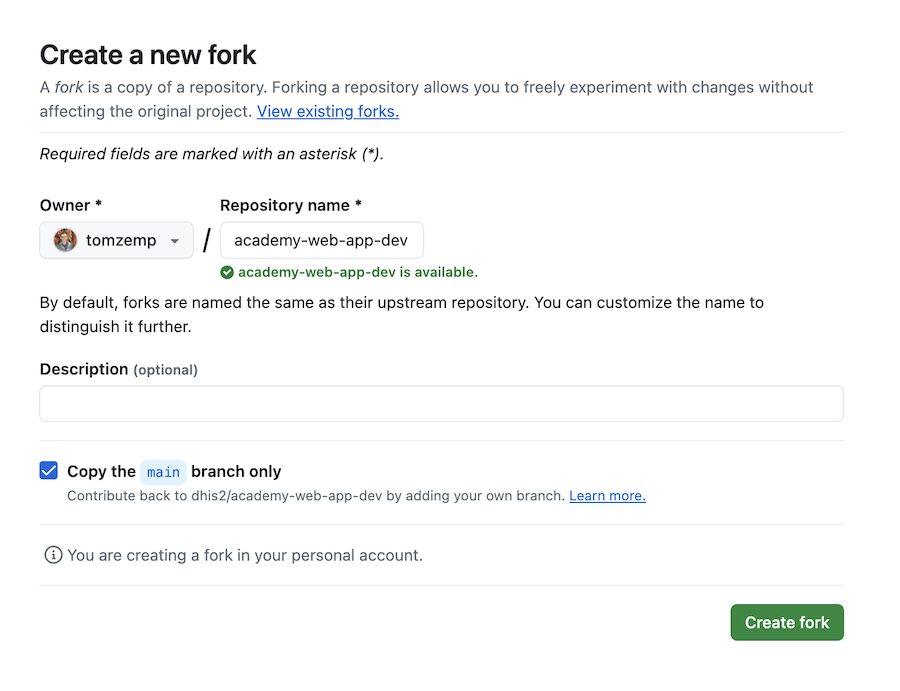 Create a new fork
A fork is a copy of a repository. Forking a repository allows you to freely experiment with changes without
affecting the original project. View existing forks.
Required fields are marked with an asterisk (*).
Owner *
Repository name *
tomzemp
/
academy-web-app-dev
academy-web-app-dev is available.
By default, forks are named the same as their upstream repository. You can customize the name to
distinguish it further.
Description (optional)
Copy the main branch only
Contribute back to dhis2/academy-web-app-dev by adding your own branch. Learn more.
You are creating a fork in your personal account.
Create fork